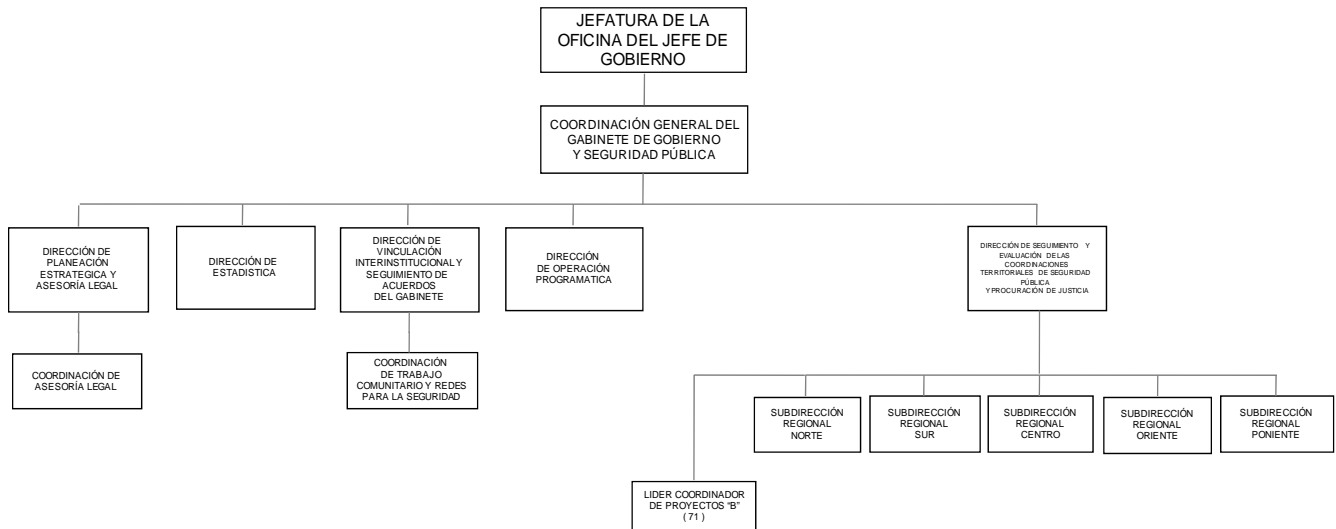 JEFATURA DE LA
OFICINA DEL JEFE DE
GOBIERNO
COORDINACIÓN GENERAL DEL
GABINETE DE GOBIERNO
Y SEGURIDAD PÚBLICA
DIRECCIÓN DE
PLANEACIÓN
ESTRATEGICA Y
ASESORÍA LEGAL
DIRECCIÓN DE
ESTADISTICA
DIRECCIÓN DE
VINCULACIÓN
INTERINSTITUCIONAL Y
SEGUIMIENTO DE
ACUERDOS
DEL GABINETE
DIRECCIÓN
DE OPERACIÓN
PROGRAMATICA
DIRECCIÓN DE SEGUIMIENTO Y
EVALUACIÓN DE LAS
COORDINACIONES
TERRITORIALES DE SEGURIDAD
PÚBLICA
Y PROCURACIÓN DE JUSTICIA
COORDINACIÓN DE
ASESORÍA LEGAL
COORDINACIÓN
DE TRABAJO
COMUNITARIO Y REDES
PARA LA SEGURIDAD
SUBDIRECCIÓN
REGIONAL
NORTE
SUBDIRECCIÓN
REGIONAL
SUR
SUBDIRECCIÓN
REGIONAL
CENTRO
SUBDIRECCIÓN
REGIONAL
ORIENTE
SUBDIRECCIÓN
REGIONAL
PONIENTE
LIDER COORDINADOR
DE PROYECTOS "B"
( 71 )